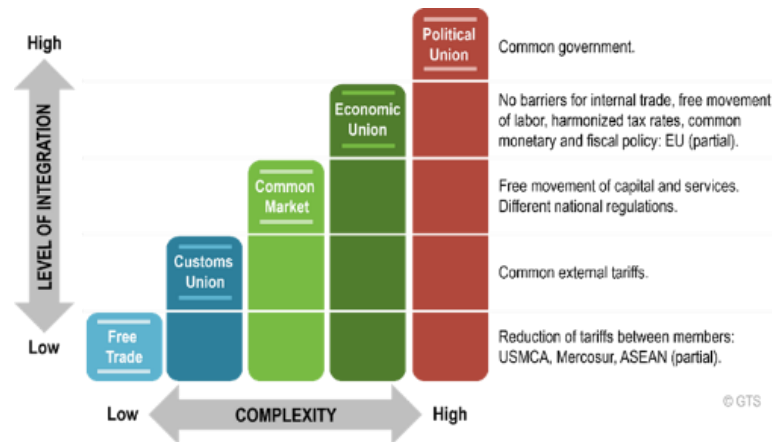 High
LEVEL OF INTEGRATION
Low
Political
Union
Common government.
Economic
Union
No barriers for internal trade, free movement
of labor, harmonized tax rates, common
monetary and fiscal policy: EU (partial).
Common
Market
Free movement of capital and services.
Different national regulations.
Customs
Union
Common external tariffs.
Free
Trade
Reduction of tariffs between members:
USMCA, Mercosur, ASEAN (partial).
Low
COMPLEXITY
High
© GTS